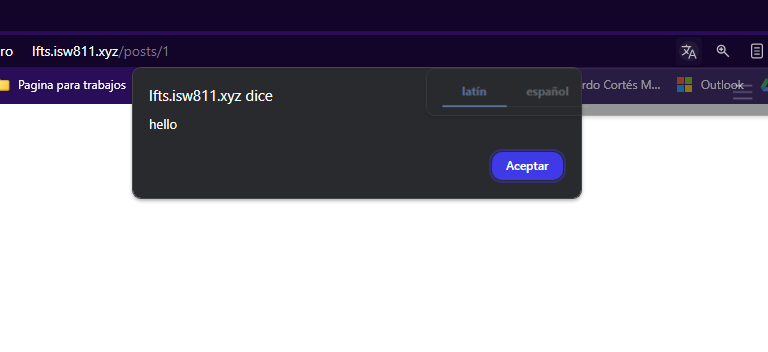 ro lfts.isw811.xyz/posts/1
Pagina para trabajos rdo Cortés M... Outlook
lfts.isw811.xyz dice
latín español
hello
Aceptar